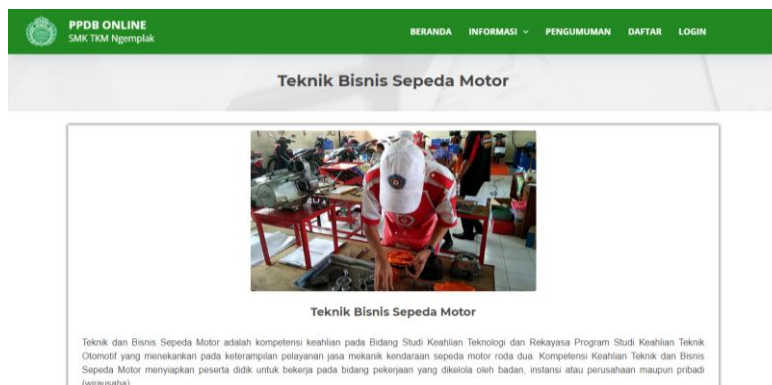 PPDB ONLINE
SMK TKM Ngemplak
BERANDA INFORMASI PENGUMUMAN DAFTAR LOGIN
Teknik Bisnis Sepeda Motor
Teknik Bisnis Sepeda Motor
Teknik dan Bisnis Sepeda Motor adalah kompetensi keahlian pada Bidang Studi Keahlian Teknologi dan Rekayasa Program Studi Keahlian Teknik
Otomotif yang menekankan pada keterampilan pelayanan jasa mekanik kendaraan sepeda motor roda dua. Kompetensi Keahlian Teknik dan Bisnis
Sepeda Motor menyiapkan peserta didik untuk bekerja pada bidang pekerjaan yang dikelola oleh badan, instansi atau perusahaan maupun pribadi
(wirausaha)